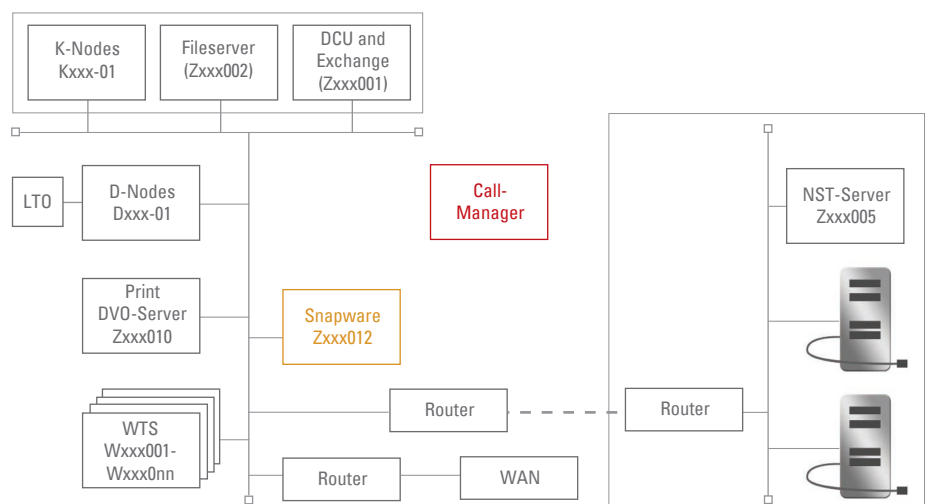 K-Nodes
Kxxx-01
Fileserver
(Zxxx002)
DCU and
Exchange
(Zxxx001)
LTO
D-Nodes
Dxxx-01
Call-
Manager
NST-Server
Zxxx005
Print
DVO-Server
Zxxx010
Snapware
Zxxx012
Router
Router
WTS
Wxxx001-
Wxxx0nn
Router
WAN